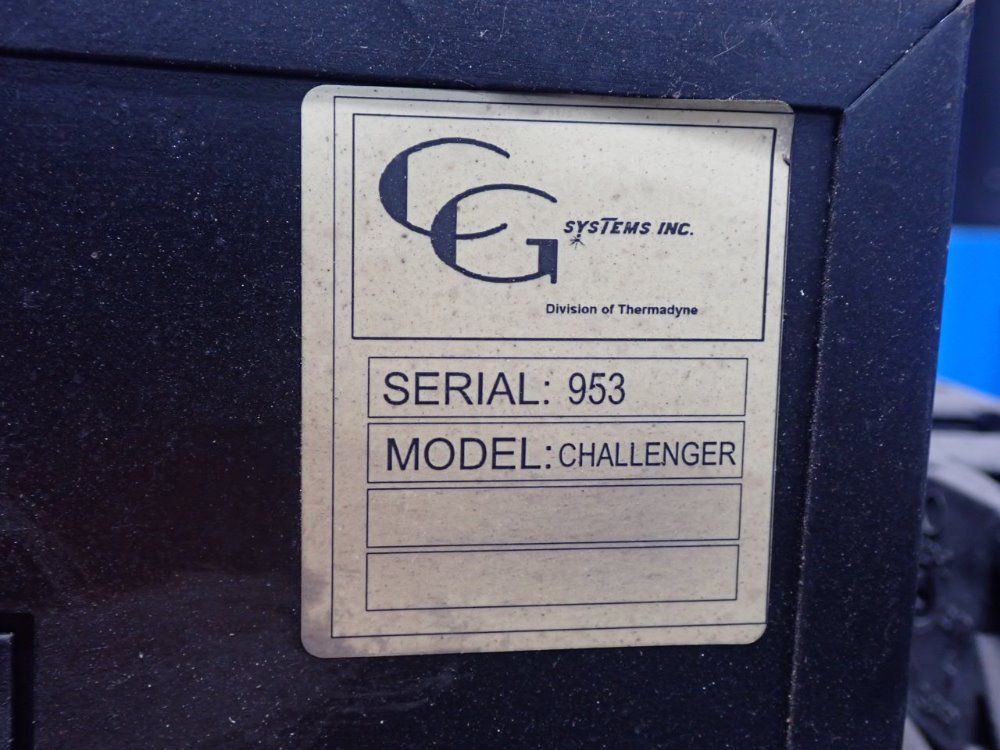 CG SYSTEMS INC.
Division of Thermadyne
SERIAL: 953
MODEL: CHALLENGER